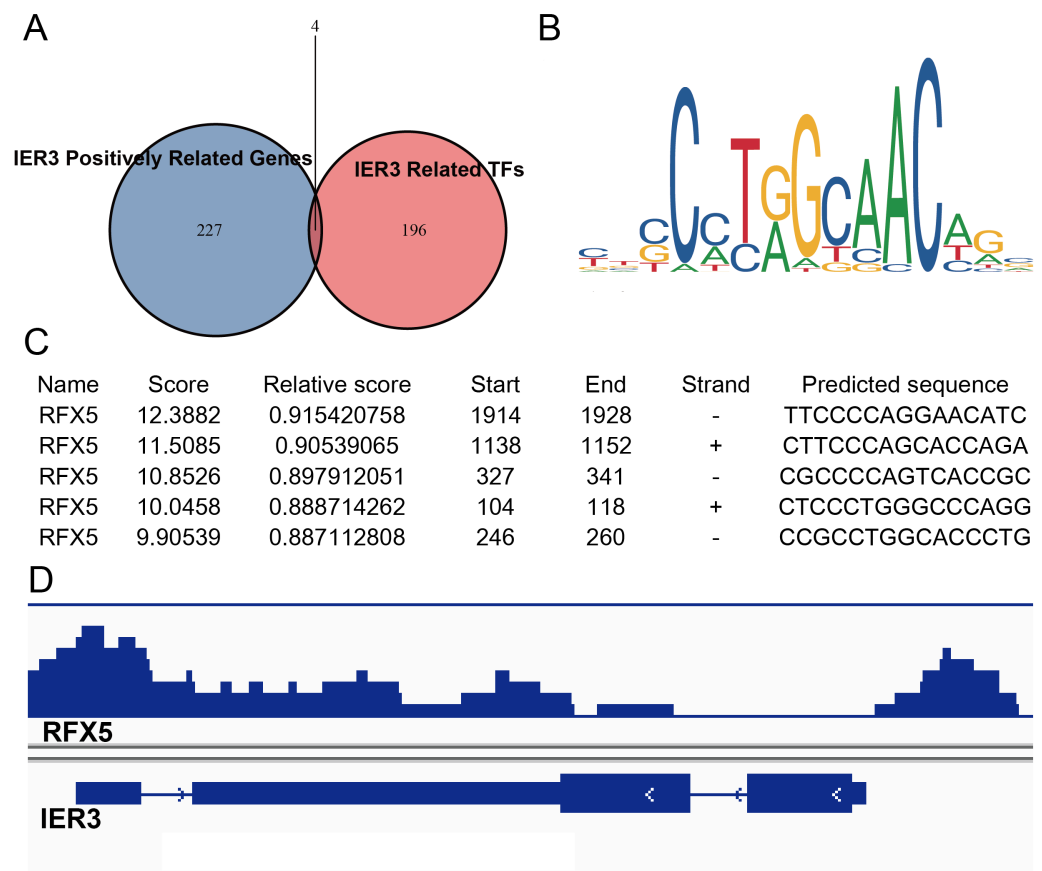 A
B
4
IER3 Positively Related Genes
IER3 Related TFs
227
196
C
Name Score Relative score Start End Strand Predicted sequence
RFX5 12.3882 0.915420758 1914 1928 - TTCCCCAGGAACATC
RFX5 11.5085 0.90539065 1138 1152 + CTTCCCAGCACCAGA
RFX5 10.8526 0.897912051 327 341 - CGCCCCAGTCACCGC
RFX5 10.0458 0.888714262 104 118 + CTCCCTGGGCCCAGG
RFX5 9.90539 0.887112808 246 260 - CCGCCTGGCACCCTG
D
RFX5
IER3